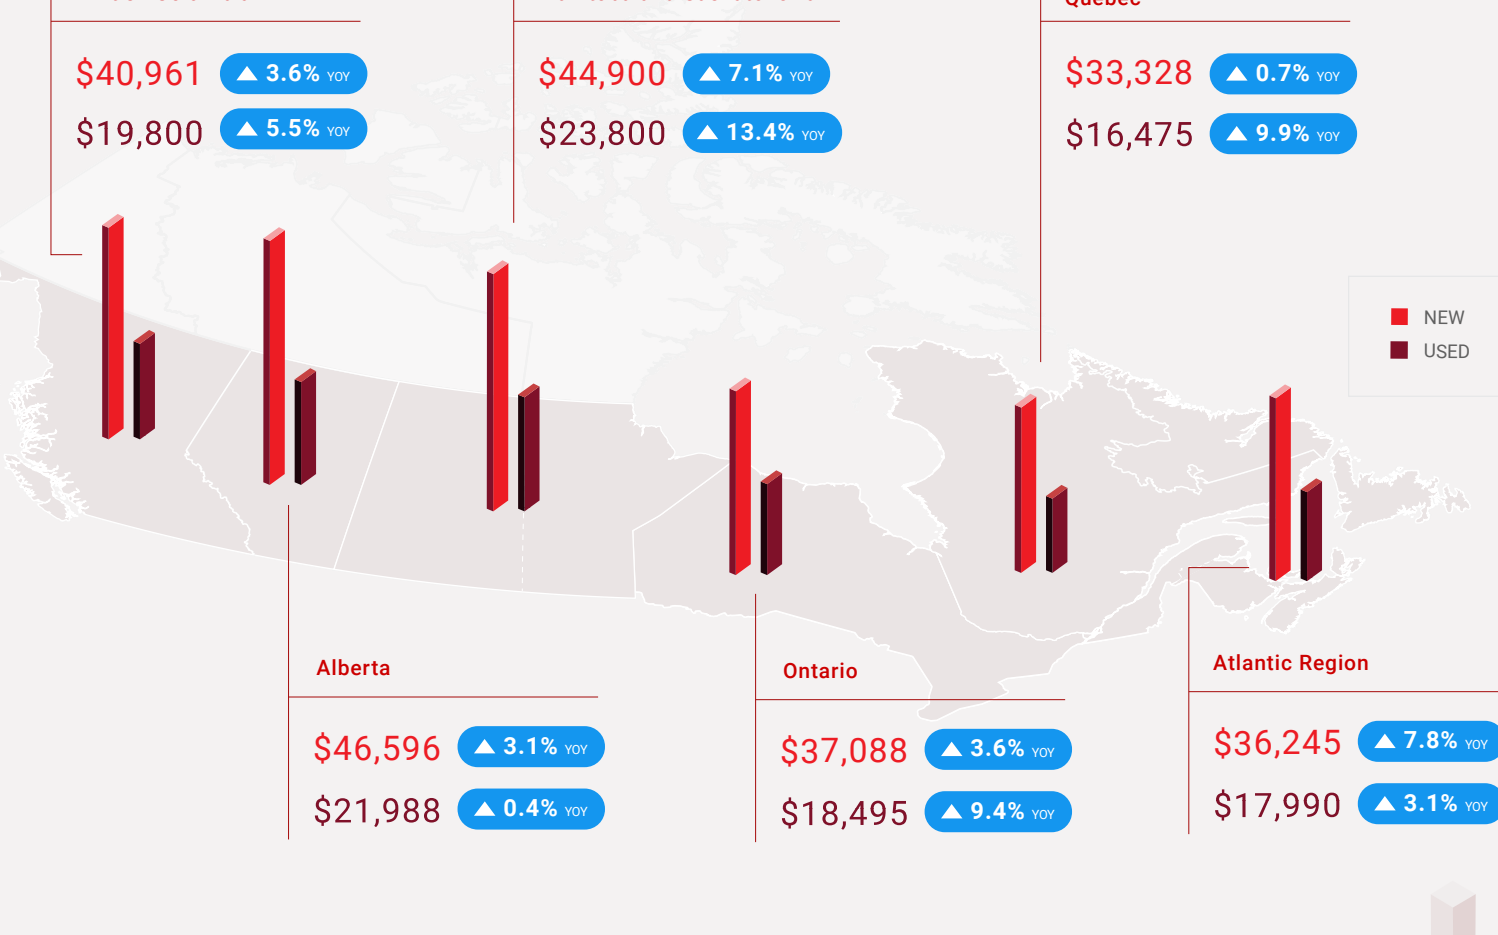 Quebec
$40,961 3.6% YOY
$19,800 5.5% YOY
$44,900 7.1% YOY
$23,800 13.4% YOY
$33,328 0.7% YOY
$16,475 9.9% YOY
NEW
USED
Alberta
$46,596 3.1% YOY
$21,988 0.4% YOY
Ontario
$37,088 3.6% YOY
$18,495 9.4% YOY
Atlantic Region
$36,245 7.8% YOY
$17,990 3.1% YOY